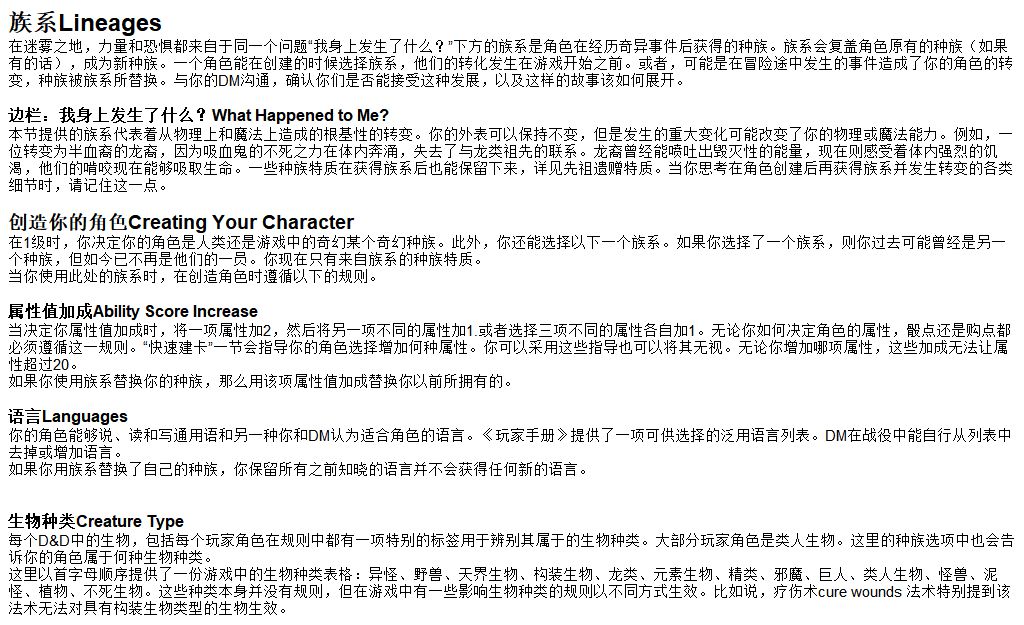 族系Lineages
在迷雾之地，力量和恐惧都来自于同一个问题“我身上发生了什么？”下方的族系是角色在经历奇异事件后获得的种族。族系会复盖角色原有的种族（如果
有的话），成为新种族。一个角色能在创建的时候选择族系，他们的转化发生在游戏开始之前。或者，可能是在冒险途中发生的事件造成了你的角色的转
变，种族被族系所替换。与你的DM沟通，确认你们是否能接受这种发展，以及这样的故事该如何展开。
边栏：我身上发生了什么？What Happened to Me?
本节提供的族系代表着从物理上和魔法上造成的根基性的转变。你的外表可以保持不变，但是发生的重大变化可能改变了你的物理或魔法能力。例如，一
位转变为半血裔的龙裔，因为吸血鬼的不死之力在体内奔涌，失去了与龙类祖先的联系。龙裔曾经能喷吐出毁灭性的能量，现在则感受着体内强烈的饥
渴，他们的啃咬现在能够吸取生命。一些种族特质在获得族系后也能保留下来，详见先祖遗赠特质。当你思考在角色创建后再获得族系并发生转变的各类
细节时，请记住这一点。
创造你的角色Creating Your Character
在1级时，你决定你的角色是人类还是游戏中的奇幻某个奇幻种族。此外，你还能选择以下一个族系。如果你选择了一个族系，则你过去可能曾经是另一
个种族，但如今已不再是他们的一员。你现在只有来自族系的种族特质。
当你使用此处的族系时，在创造角色时遵循以下的规则。
属性值加成Ability Score Increase
当决定你属性值加成时，将一项属性加2，然后将另一项不同的属性加1.或者选择三项不同的属性各自加1。无论你如何决定角色的属性，骰点还是购点都
必须遵循这一规则。“快速建卡”一节会指导你的角色选择增加何种属性。你可以采用这些指导也可以将其无视。无论你增加哪项属性，这些加成无法让属
性超过20。
如果你使用族系替换你的种族，那么用该项属性值加成替换你以前所拥有的。
语言Languages
你的角色能够说、读和写通用语和另一种你和DM认为适合角色的语言。《玩家手册》提供了一项可供选择的泛用语言列表。DM在战役中能自行从列表中
去掉或增加语言。
如果你用族系替换了自己的种族，你保留所有之前知晓的语言并不会获得任何新的语言。
生物种类Creature Type
每个D&D中的生物，包括每个玩家角色在规则中都有一项特别的标签用于辨别其属于的生物种类。大部分玩家角色是类人生物。这里的种族选项中也会告
诉你的角色属于何种生物种类。
这里以首字母顺序提供了一份游戏中的生物种类表格：异怪、野兽、天界生物、构装生物、龙类、元素生物、精类、邪魔、巨人、类人生物、怪兽、泥
怪、植物、不死生物。这些种类本身并没有规则，但在游戏中有一些影响生物种类的规则以不同方式生效。比如说，疗伤术cure wounds 法术特别提到该
法术无法对具有构装生物类型的生物生效。